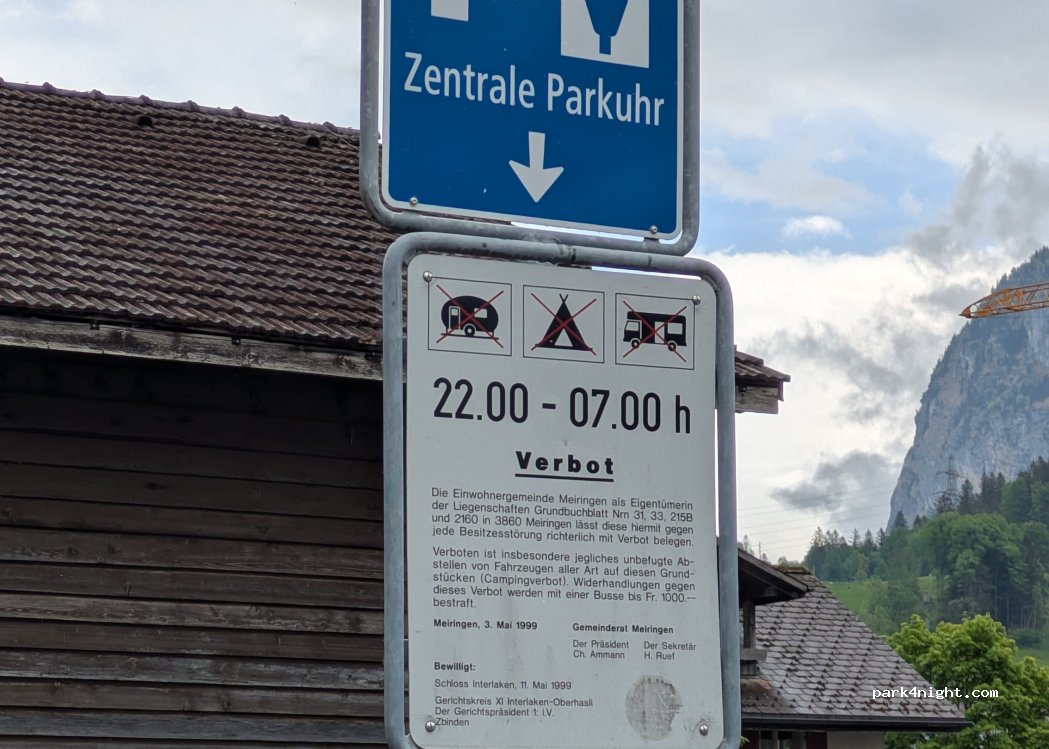 Zentrale Parkuhr
22.00 - 07.00 h
Verbot
Die Einwohnergemeinde Meiringen als Eigentümerin
der Liegenschaften Grundbuchblatt Nrn 31, 33, 215B
und 2160 in 3860 Meiringen lässt diese hiermit gegen
jede Besitzesstörung richterlich mit Verbot belegen.
Verboten ist insbesondere jegliches unbefugte Ab-
stellen von Fahrzeugen aller Art auf diesen Grund-
stücken (Campingverbot). Widerhandlungen gegen
dieses Verbot werden mit einer Busse bis Fr. 1000.--
bestraft.
Meiringen, 3. Mai 1999
Gemeinderat Meiringen
Der Präsident Der Sekretär
Ch. Ammann H. Ruef
Bewilligt:
Schloss Interlaken, 11. Mai 1999
Gerichtskreis XI Interlaken-Oberhasli
Der Gerichtspräsident 1: i.V.
Zbinden
park4night.com